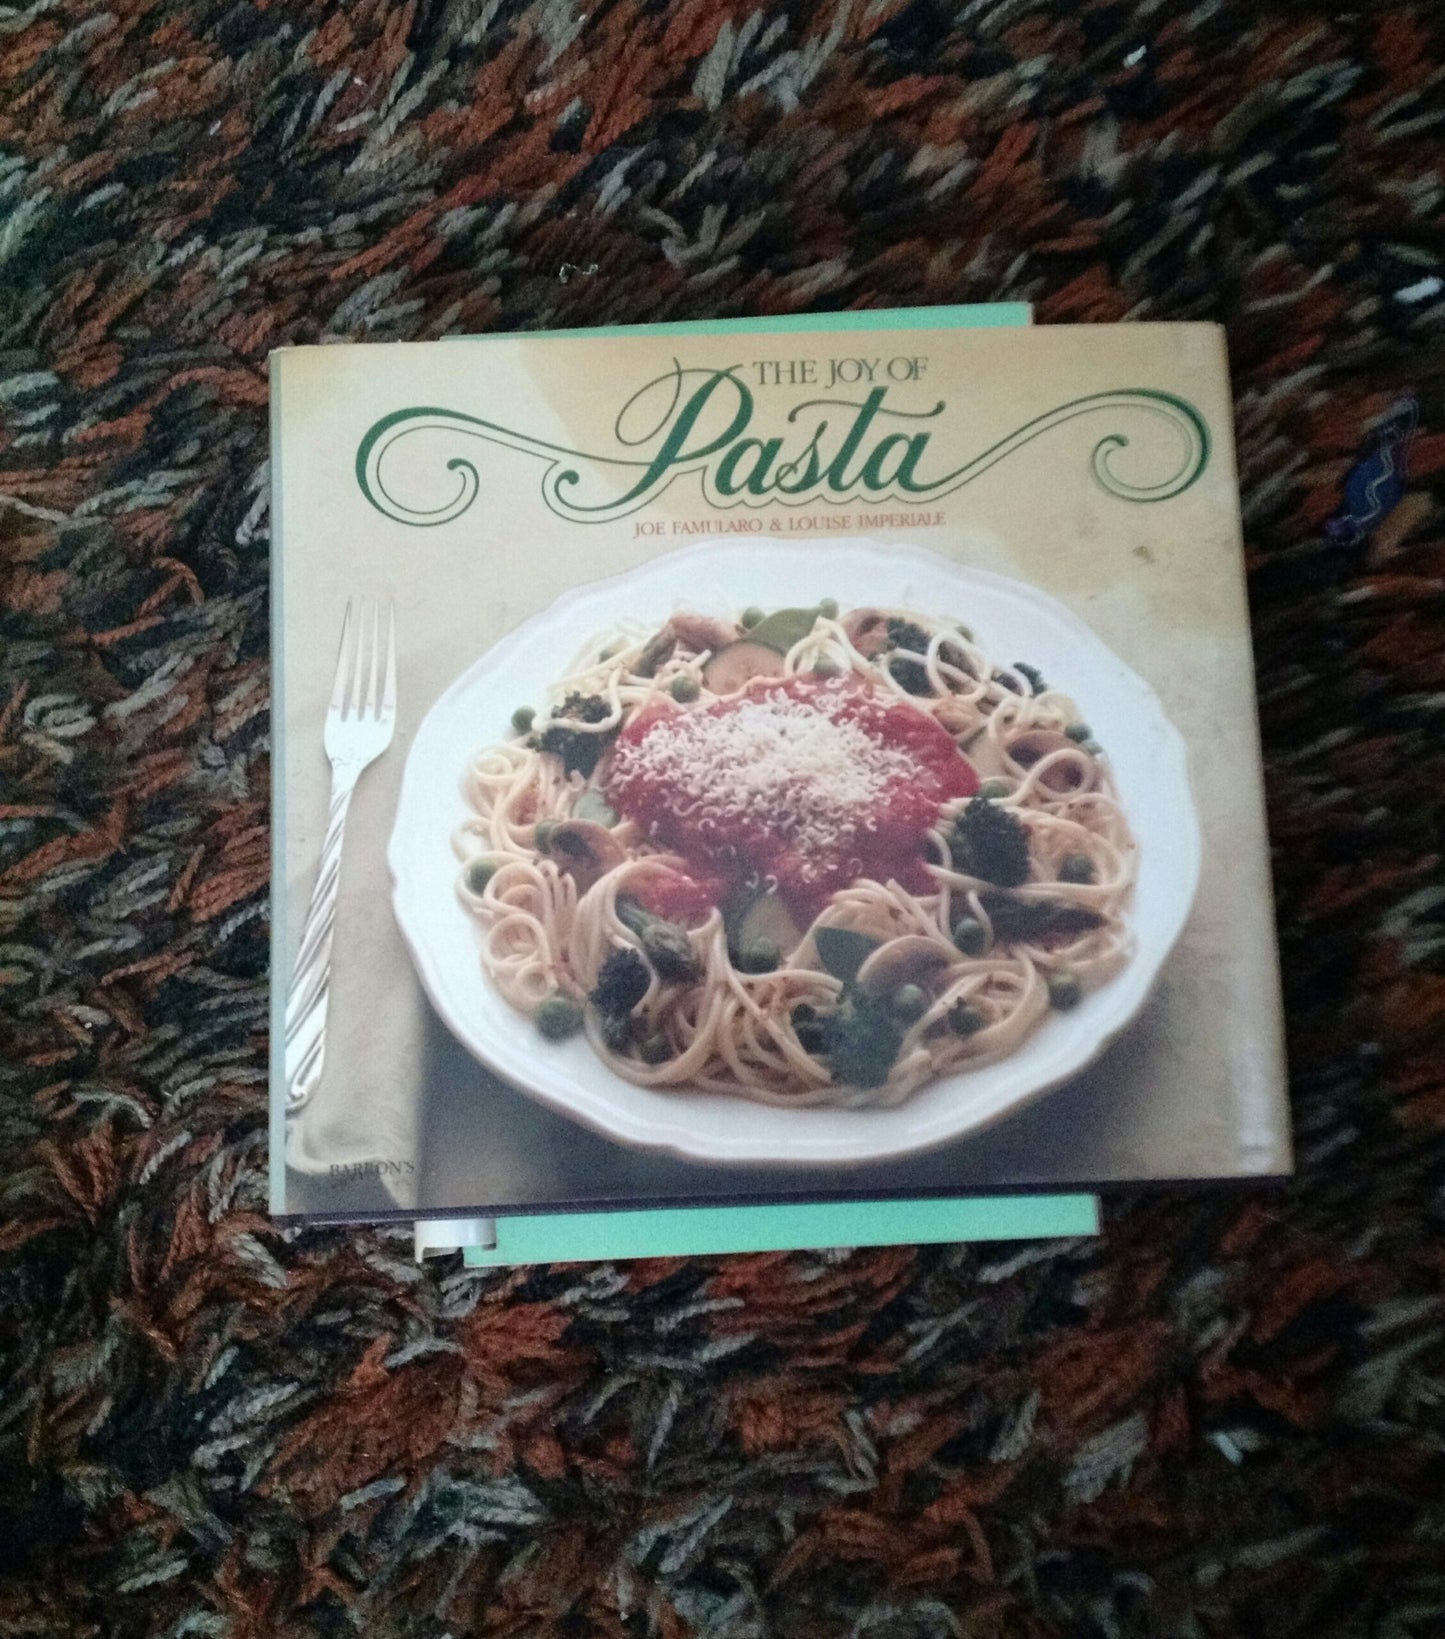 THE JOY OF
Pasta
JOE FAMULARO & LOUISE IMPERIALE
BARRON'S